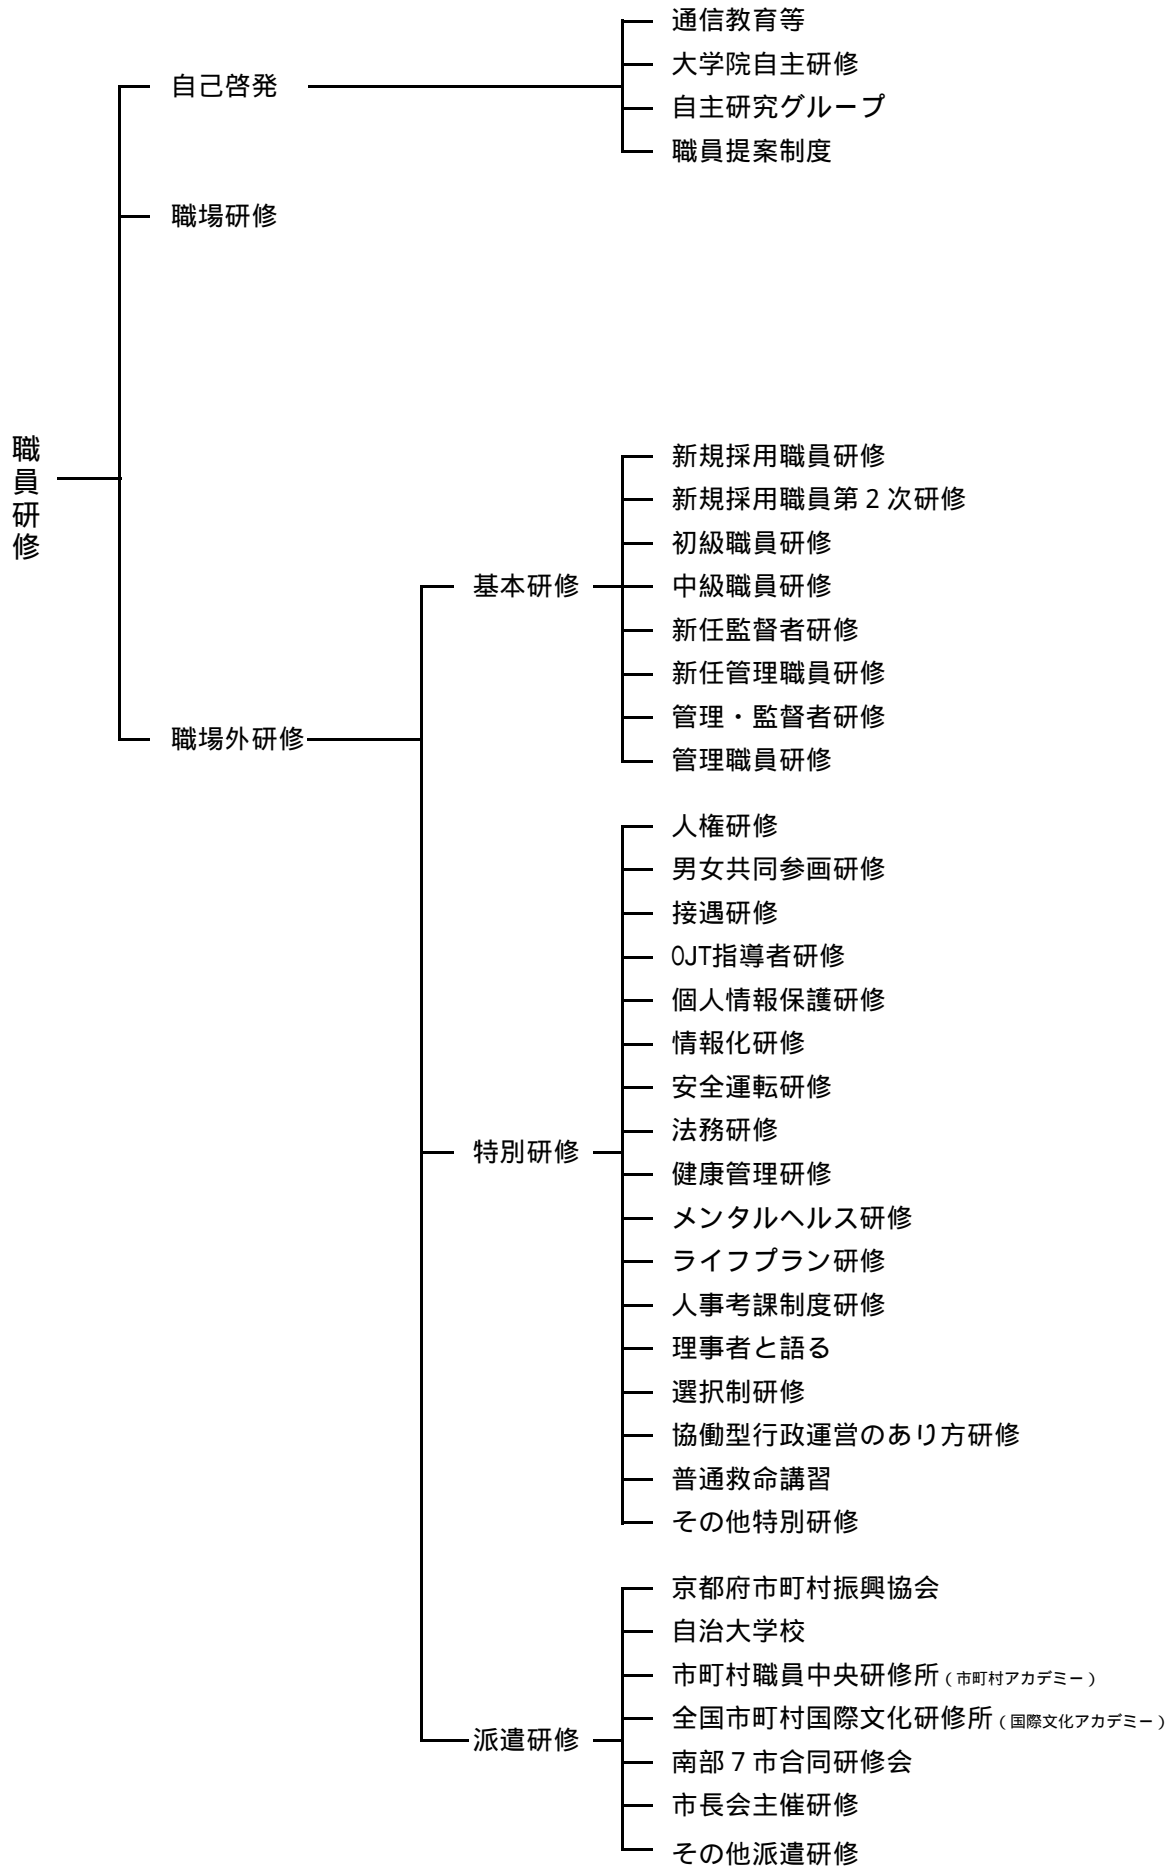 職員研修
自己啓発
通信教育等
大学院自主研修
自主研究グループ
職員提案制度
職場研修
職場外研修
基本研修
新規採用職員研修
新規採用職員第２次研修
初級職員研修
中級職員研修
新任監督者研修
新任管理職員研修
管理・監督者研修
管理職員研修
特別研修
人権研修
男女共同参画研修
接遇研修
OJT指導者研修
個人情報保護研修
情報化研修
安全運転研修
法務研修
健康管理研修
メンタルヘルス研修
ライフプラン研修
人事考課制度研修
理事者と語る
選択制研修
協働型行政運営のあり方研修
普通救命講習
その他特別研修
派遣研修
京都府市町村振興協会
自治大学校
市町村職員中央研修所（市町村アカデミー）
全国市町村国際文化研修所（国際文化アカデミー）
南部７市合同研修会
市長会主催研修
その他派遣研修